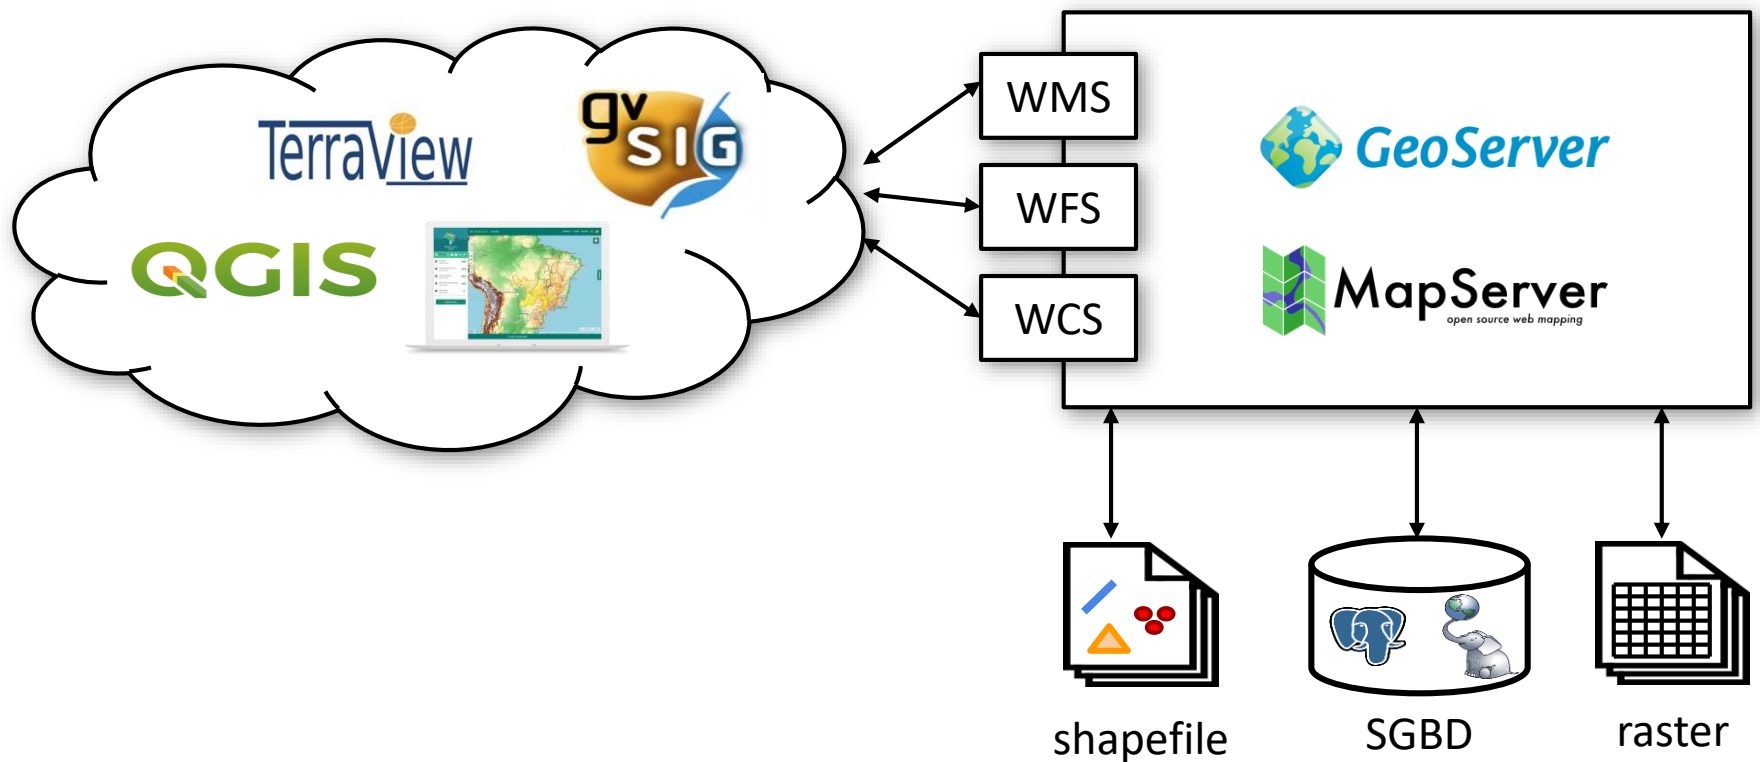 TerraView
gvSIG
QGIS
WMS
WFS
WCS
GeoServer
MapServer
open source web mapping
shapefile
SGBD
raster